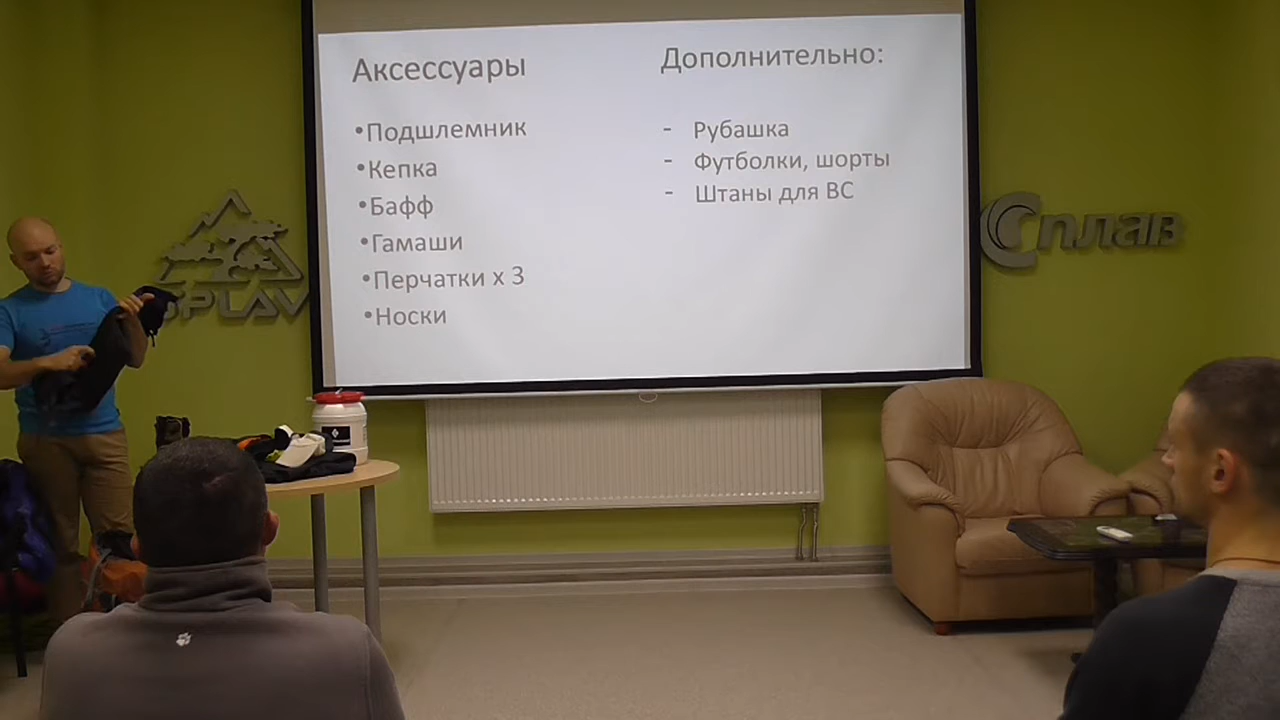 Аксессуары
•Подшлемник
•Кепка
•Бафф
•Гамаши
•Перчатки х 3
•Носки
Дополнительно:
- Рубашка
- Футболки, шорты
- Штаны для ВС
SPLAV
Сплав